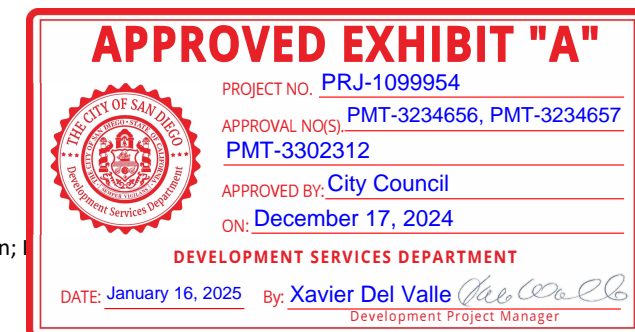 APPROVED EXHIBIT "A"
THE CITY OF SAN DIEGO
Development Services Department
PROJECT NO. PRJ-1099954
APPROVAL NO(S). PMT-3234656, PMT-3234657
PMT-3302312
APPROVED BY: City Council
ON: December 17, 2024
n;
DEVELOPMENT SERVICES DEPARTMENT
DATE: January 16, 2025 By: Xavier Del Valle
Development Project Manager